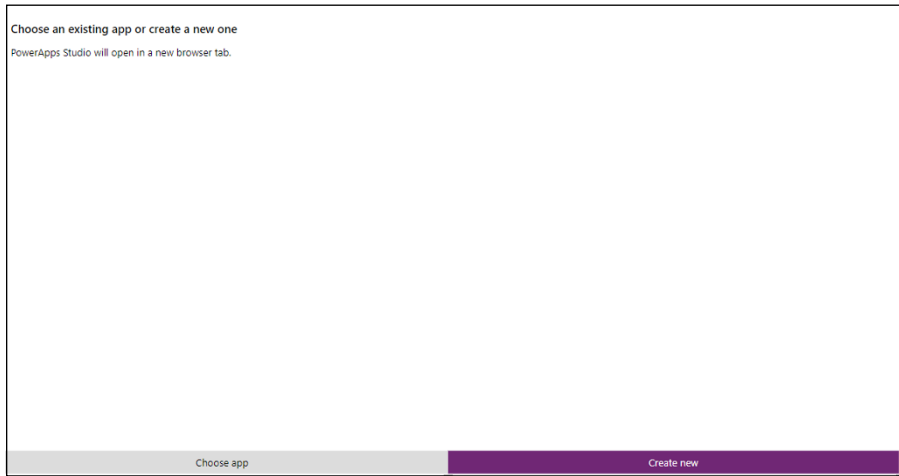 Choose an existing app or create a new one
PowerApps Studio will open in a new browser tab.
Choose app
Create new